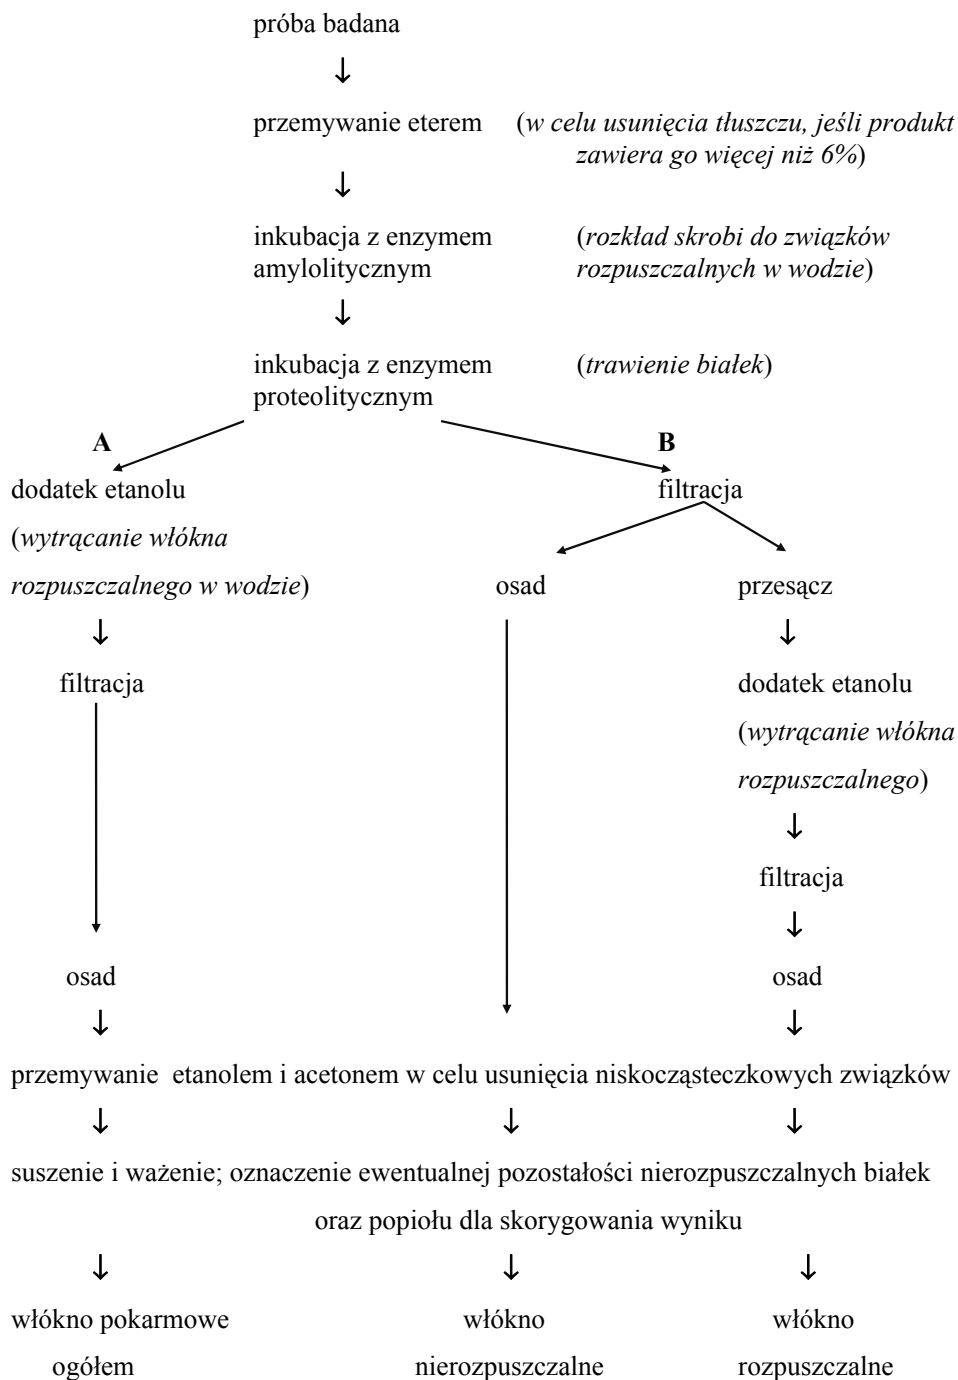 próba badana
↓
przemywanie eterem (w celu usunięcia tłuszczu, jeśli produkt
zawiera go więcej niż 6%)
↓
inkubacja z enzymem (rozkład skrobi do związków
amylolitycznym rozpuszczalnych w wodzie)
↓
inkubacja z enzymem (trawienie białek)
proteolitycznym
A B
dodatek etanolu filtracja
(wytrącanie włókna
rozpuszczalnego w wodzie) osad przesącz
↓ ↓
filtracja dodatek etanolu
(wytrącanie włókna
rozpuszczalnego)
↓
filtracja
↓
osad osad
↓ ↓
przemywanie etanolem i acetonem w celu usunięcia niskocząsteczkowych związków
↓ ↓ ↓
suszenie i ważenie; oznaczenie ewentualnej pozostałości nierozpuszczalnych białek
oraz popiołu dla skorygowania wyniku
↓ ↓ ↓
włókno pokarmowe włókno włókno
ogółem nierozpuszczalne rozpuszczalne